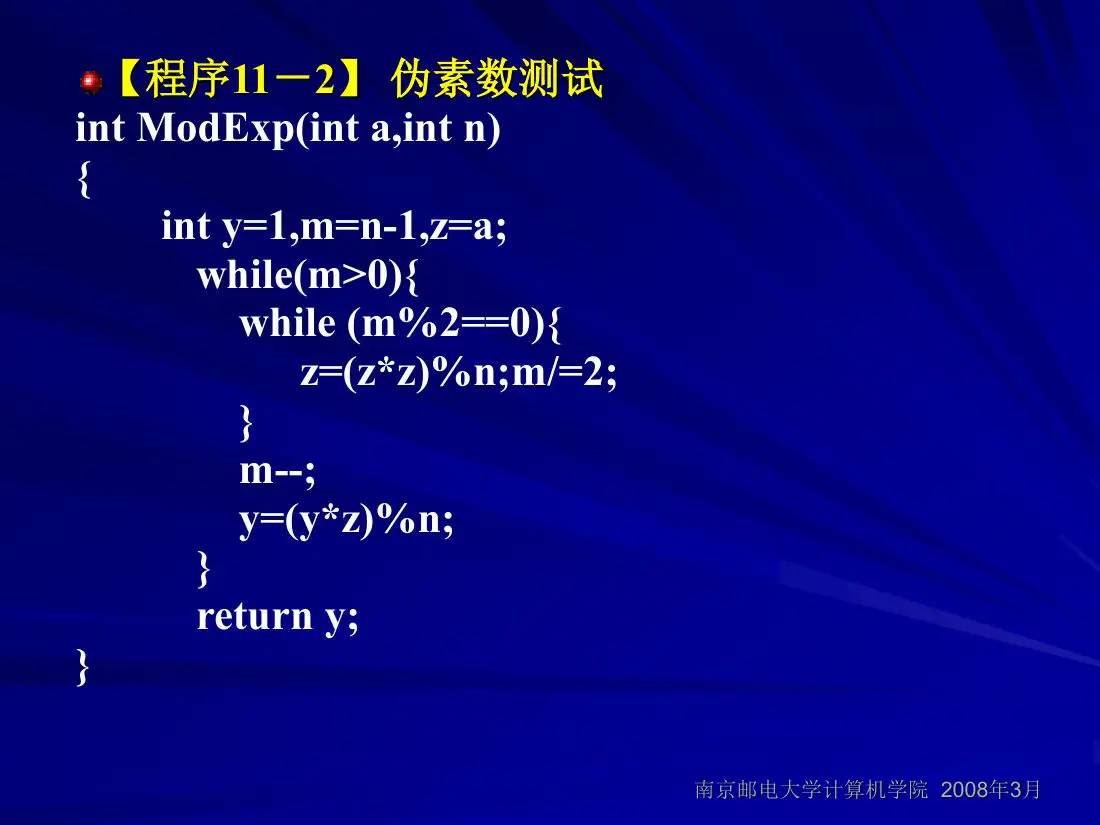 【程序11－2】 伪素数测试
int ModExp(int a,int n)
{
int y=1,m=n-1,z=a;
while(m>0){
while (m%2==0){
z=(z*z)%n;m/=2;
}
m--;
y=(y*z)%n;
}
return y;
}
南京邮电大学计算机学院 2008年3月